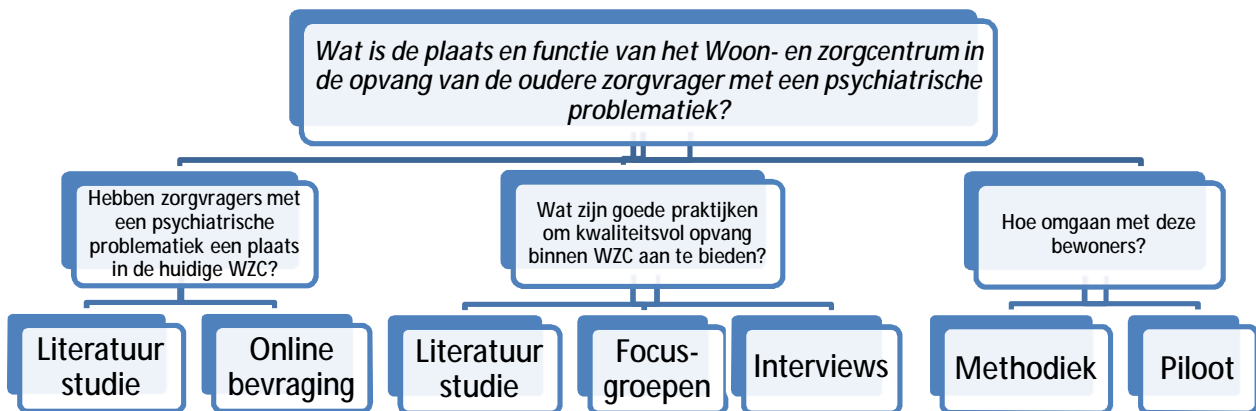 Wat is de plaats en functie van het Woon- en zorgcentrum in
de opvang van de oudere zorgvrager met een psychiatrische
problematiek?
Hebben zorgvragers met
een psychiatrische
problematiek een plaats
in de huidige WZC?
Wat zijn goede praktijken
om kwaliteitsvol opvang
binnen WZC aan te bieden?
Hoe omgaan met deze
bewoners?
Literatuur
studie
Online
bevraging
Literatuur
studie
Focus-
groepen
Interviews
Methodiek
Piloot